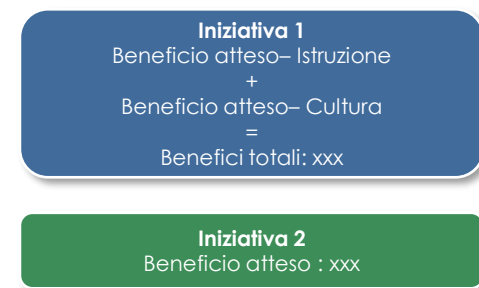 Iniziativa 1
Beneficio atteso– Istruzione
+
Beneficio atteso– Cultura
=
Benefici totali: xxx
Iniziativa 2
Beneficio atteso : xxx